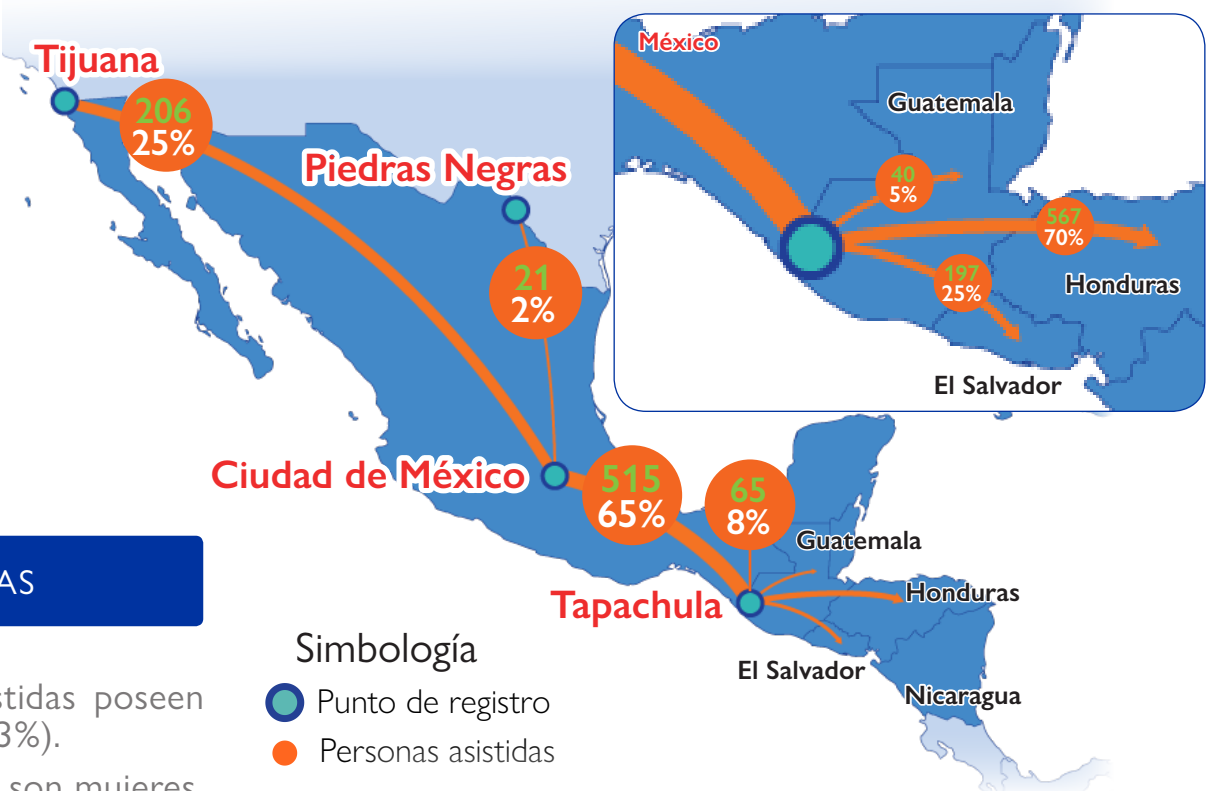 Tijuana
206
25%
Piedras Negras
21
2%
Ciudad de México
515
65%
65
8%
Tapachula
Guatemala
Honduras
El Salvador
Nicaragua
México
Guatemala
40
5%
567
70%
197
25%
Honduras
El Salvador
AS
stidas poseen
3%).
son mujeres
Simbología
Punto de registro
Personas asistidas